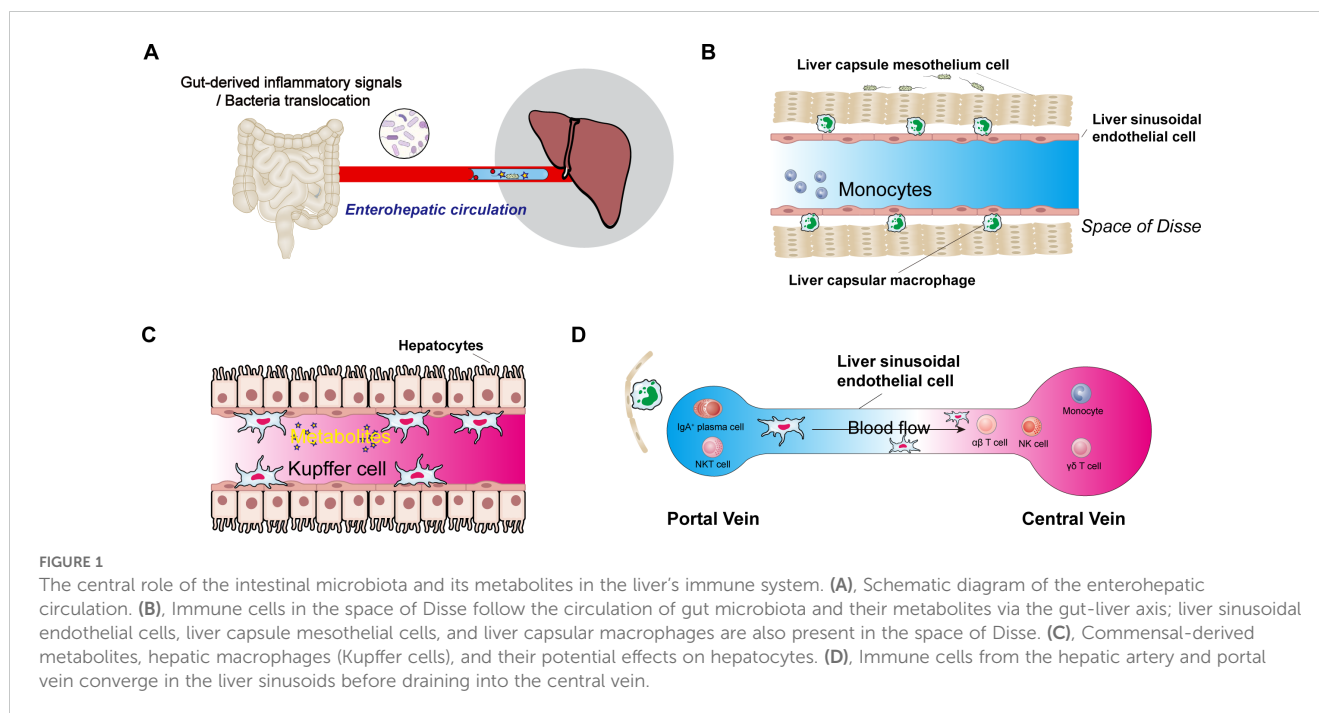 A
Gut-derived inflammatory signals
/ Bacteria translocation
Enterohepatic circulation
B
Liver capsule mesothelium cell
Liver sinusoidal
endothelial cell
Monocytes
Space of Disse
Liver capsular macrophage
C
Hepatocytes
Metabolites
Kupffer cell
D
Liver sinusoidal
endothelial cell
IgA⁺ plasma cell
NKT cell
Blood flow
αβ T cell
NK cell
Monocyte
γδ T cell
Portal Vein
Central Vein
FIGURE 1
The central role of the intestinal microbiota and its metabolites in the liver's immune system. (A), Schematic diagram of the enterohepatic
circulation. (B), Immune cells in the space of Disse follow the circulation of gut microbiota and their metabolites via the gut-liver axis; liver sinusoidal
endothelial cells, liver capsule mesothelial cells, and liver capsular macrophages are also present in the space of Disse. (C), Commensal-derived
metabolites, hepatic macrophages (Kupffer cells), and their potential effects on hepatocytes. (D), Immune cells from the hepatic artery and portal
vein converge in the liver sinusoids before draining into the central vein.